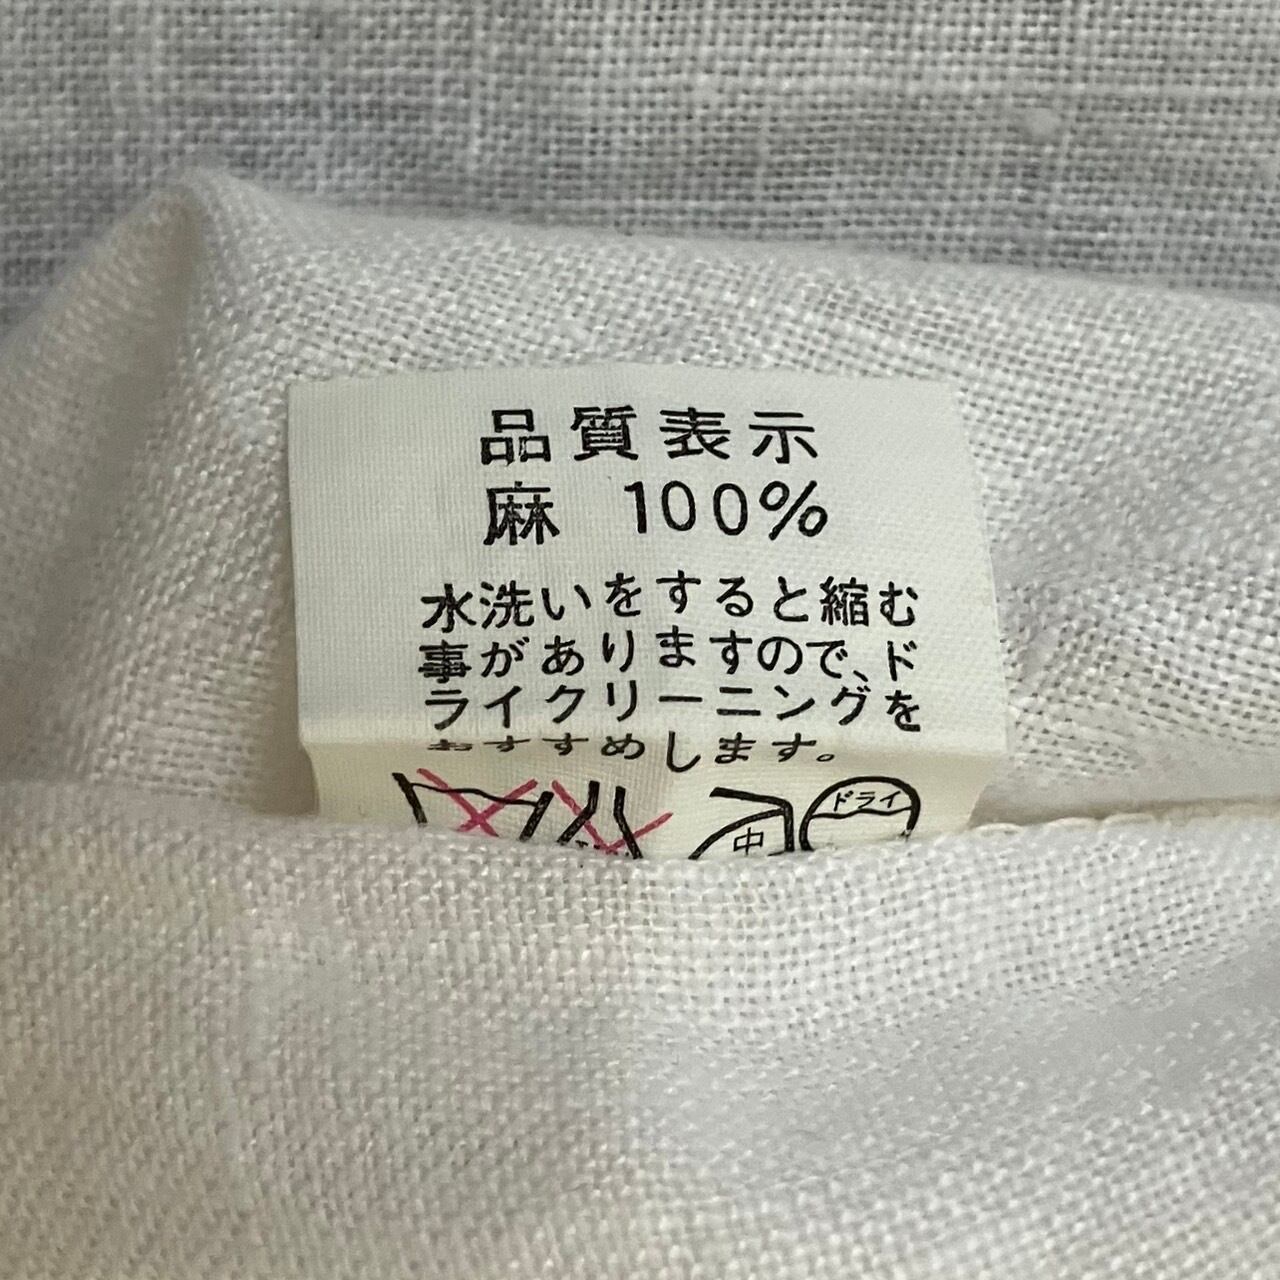 品質表示
麻 100%
水洗いをすると縮む
事がありますので、ド
ライクリーニングを
おすすめします。
中
ドライ